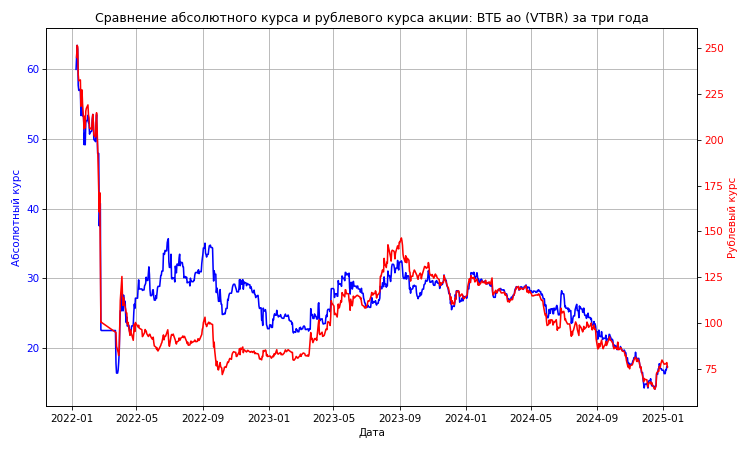 Сравнение абсолютного курса и рублевого курса акции: ВТБ ао (VTBR) за три года
Абсолютный курс
60
50
40
30
20
250
225
200
175
150
125
100
75
Рублевый курс
2022-01 2022-05 2022-09 2023-01 2023-05 2023-09 2024-01 2024-05 2024-09 2025-01
Дата